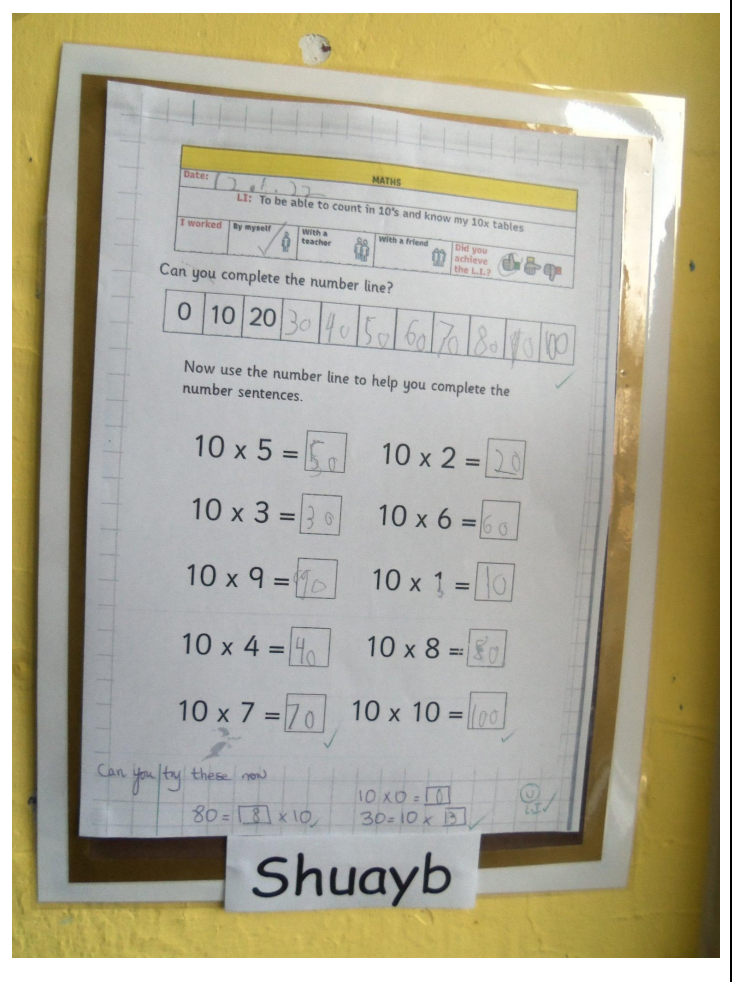 MATHS
Date:
LI: To be able to count in 10's and know my 10x tables
I worked By myself With a teacher With a friend Did you achieve the L.I.?
Can you complete the number line?
0 10 20 30 40 50 60 70 80 90 100
Now use the number line to help you complete the
number sentences.
10 x 5 = 50 10 x 2 = 20
10 x 3 = 30 10 x 6 = 60
10 x 9 = 90 10 x 1 = 10
10 x 4 = 40 10 x 8 = 80
10 x 7 = 70 10 x 10 = 100
Can you try these now
10 x 0 = 0
80 = 8 x 10 30 = 10 x 3
L.I.
Shuayb